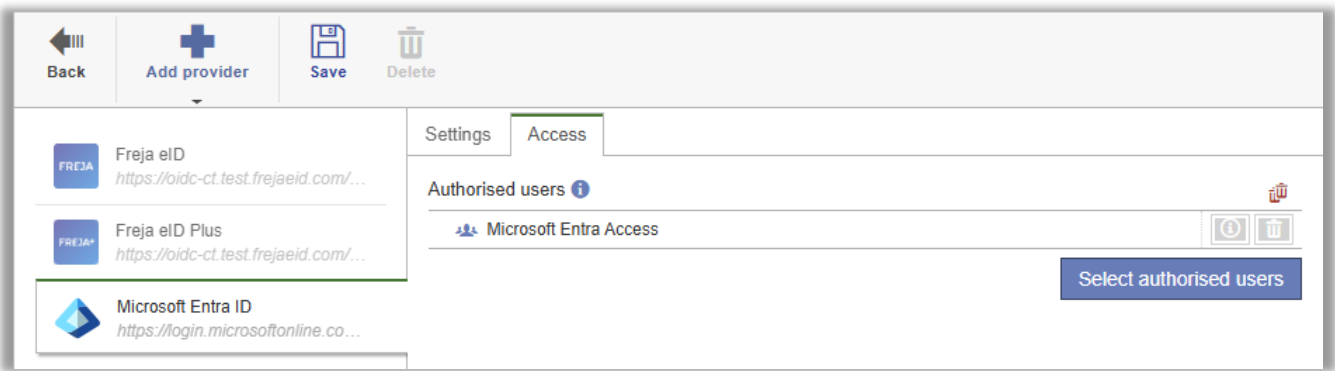 Back
Add provider
Save
Delete
FREJA
Freja eID
https://oidc-ct.test.frejaeid.com/...
FREJA+
Freja eID Plus
https://oidc-ct.test.frejaeid.com/...
Microsoft Entra ID
https://login.microsoftonline.co...
Settings
Access
Authorised users
Microsoft Entra Access
Select authorised users